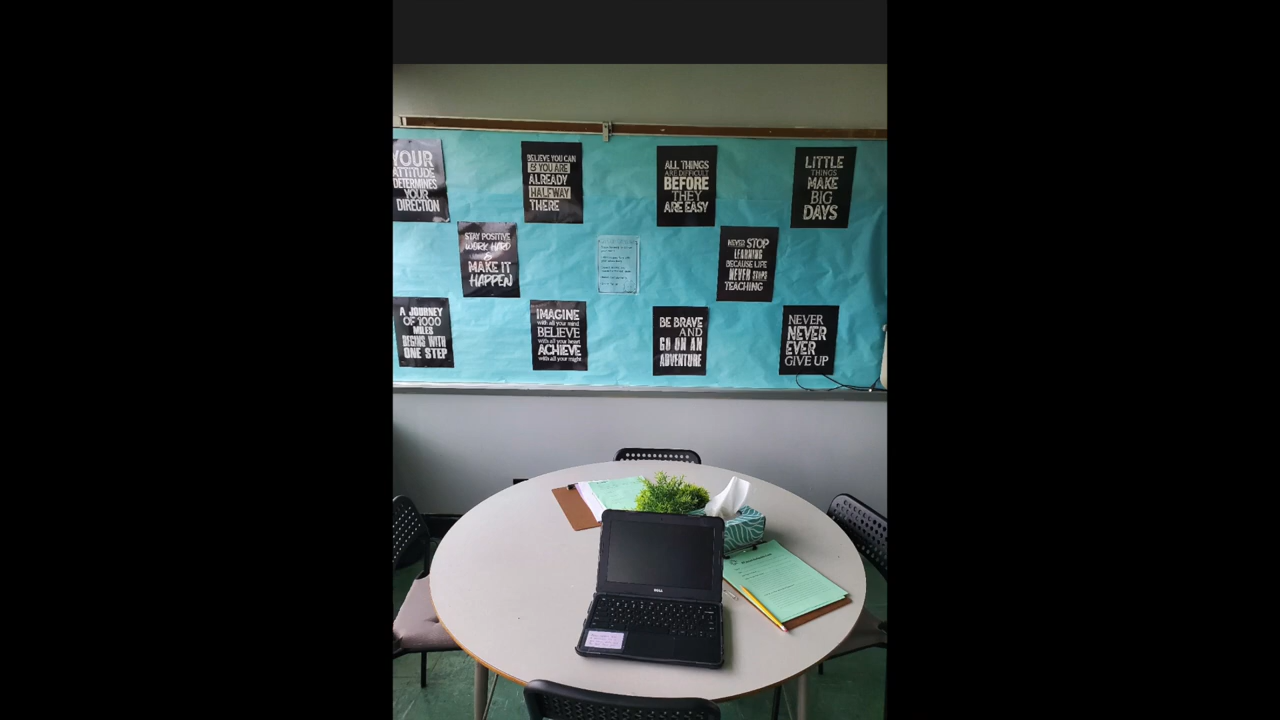 YOUR
ATTITUDE
DETERMINES
YOUR
DIRECTION
BELIEVE YOU CAN
& YOU ARE
ALREADY
HALFWAY
THERE
ALL THINGS
ARE DIFFICULT
BEFORE
THEY
ARE EASY
LITTLE
THINGS
MAKE
BIG
DAYS
STAY POSITIVE
WORK HARD
&
MAKE IT
HAPPEN
NEVER STOP
LEARNING
BECAUSE LIFE
NEVER STOPS
TEACHING
A JOURNEY
OF 1000
MILES
BEGINS WITH
ONE STEP
IMAGINE
with all your mind
BELIEVE
with all your heart
ACHIEVE
with all your might
BE BRAVE
AND
GO ON AN
ADVENTURE
NEVER
NEVER
EVER
GIVE UP
DELL